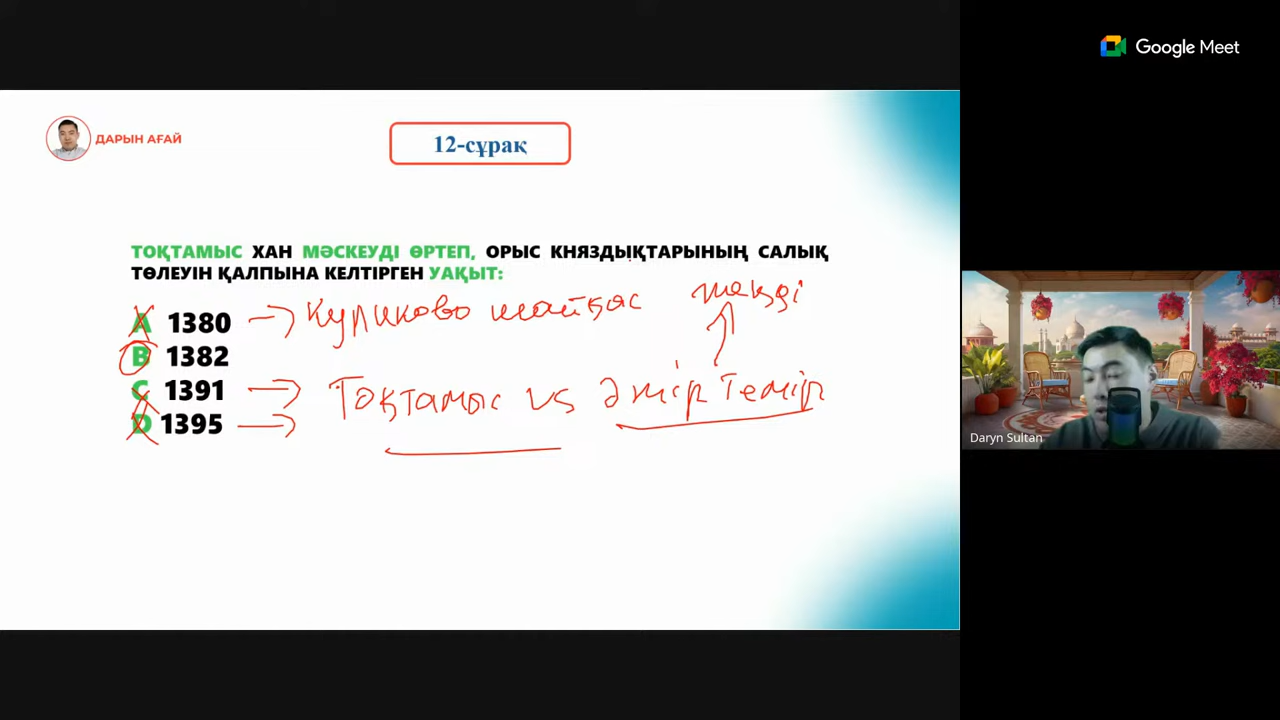 Google Meet
ДАРЫН АҒАЙ
12-сұрақ
ТОҚТАМЫС ХАН МӘСКЕУДІ ӨРТЕП, ОРЫС КНЯЗДЫҚТАРЫНЫҢ САЛЫҚ
ТӨЛЕУІН ҚАЛПЫНА КЕЛТІРГЕН УАҚЫТ:
A 1380 → Куликово шайқас жеңді
B 1382
C 1391 → Тоқтамыс vs Әмір Темір
D 1395 →
Daryn Sultan